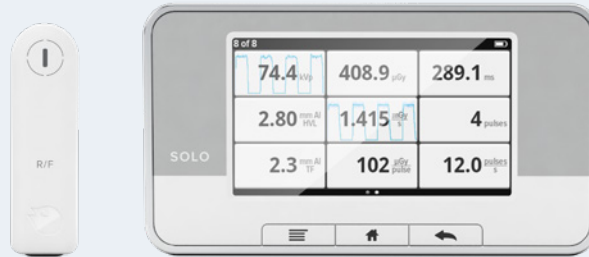 8 of 8
74.4 kVp 408.9 µGy 289.1 ms
2.80 mm Al HVL 1.415 µGy s 4 pulses
R/F SOLO
2.3 mm Al TF 102 µGy pulse 12.0 pulses s